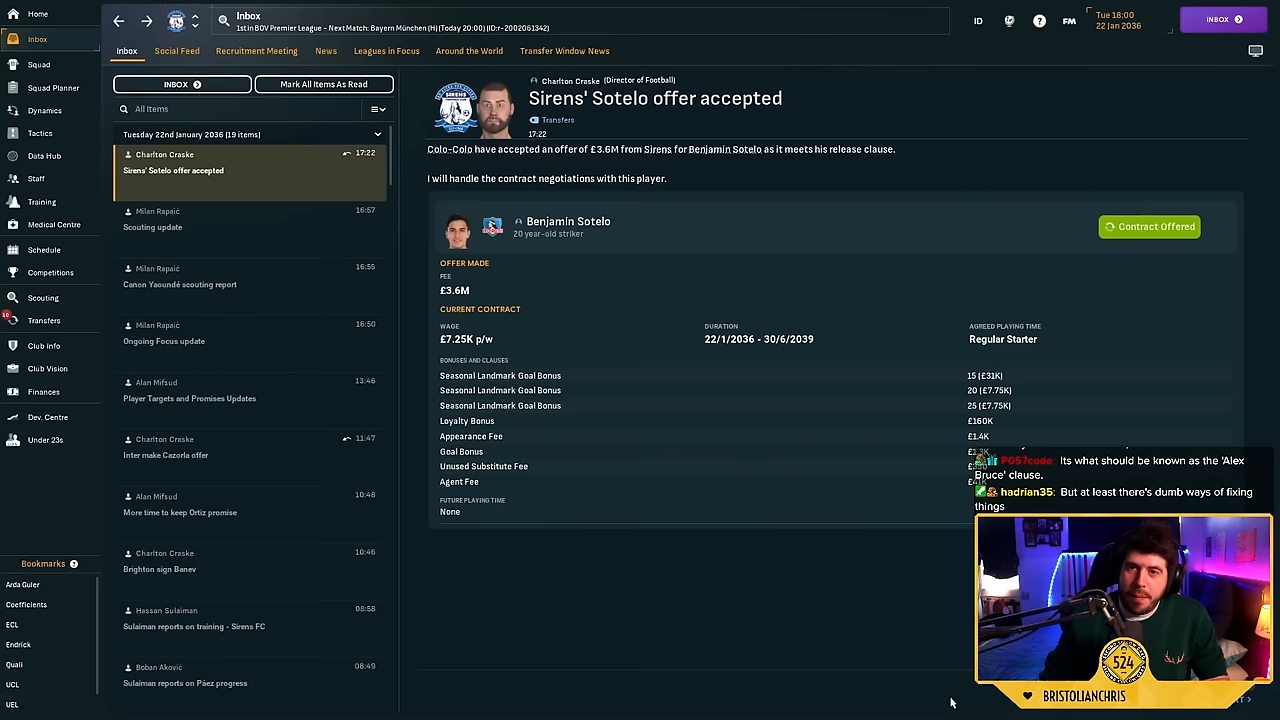 Home
Inbox
Squad
Squad Planner
Dynamics
Tactics
Data Hub
Staff
Training
Medical Centre
Schedule
Competitions
Scouting
10
Transfers
Club Info
Club Vision
Finances
Dev. Centre
Under 23s
Bookmarks ?
Arda Guler
Coefficients
ECL
Endrick
Quali
UCL
UEL
Inbox
1st in BOV Premier League - Next Match: Bayern München (H) (Today 20:00) (ID:r-2002061342)
ID
?
FM
Tue 18:00
22 Jan 2036
INBOX
Inbox
Social Feed
Recruitment Meeting
News
Leagues in Focus
Around the World
Transfer Window News
INBOX
Mark All Items As Read
All Items
Tuesday 22nd January 2036 (19 items)
Charlton Craske 17:22
Sirens' Sotelo offer accepted
Milan Rapaić 16:57
Scouting update
Milan Rapaić 16:55
Canon Yaoundé scouting report
Milan Rapaić 16:50
Ongoing Focus update
Alan Mifsud 13:46
Player Targets and Promises Updates
Charlton Craske 11:47
Inter make Cazorla offer
Alan Mifsud 10:48
More time to keep Ortiz promise
Charlton Craske 10:46
Brighton sign Banev
Hassan Sulaiman 08:58
Sulaiman reports on training - Sirens FC
Boban Aković 08:49
Sulaiman reports on Páez progress
SIRENS
Charlton Craske (Director of Football)
Sirens' Sotelo offer accepted
Transfers
17:22
Colo-Colo have accepted an offer of £3.6M from Sirens for Benjamín Sotelo as it meets his release clause.
I will handle the contract negotiations with this player.
Benjamín Sotelo
20 year-old striker
Contract Offered
OFFER MADE
FEE
£3.6M
CURRENT CONTRACT
WAGE
£7.25K p/w
DURATION
22/1/2036 - 30/6/2039
AGREED PLAYING TIME
Regular Starter
BONUSES AND CLAUSES
Seasonal Landmark Goal Bonus 15 (£31K)
Seasonal Landmark Goal Bonus 20 (£7.75K)
Seasonal Landmark Goal Bonus 25 (£7.75K)
Loyalty Bonus £160K
Appearance Fee £1.4K
Goal Bonus
Unused Substitute Fee
Agent Fee
FUTURE PLAYING TIME
None
P057code: Its what should be known as the 'Alex
Bruce' clause.
hadrian35: But at least there's dumb ways of fixing
things
524
BRISTOLIANCHRIS